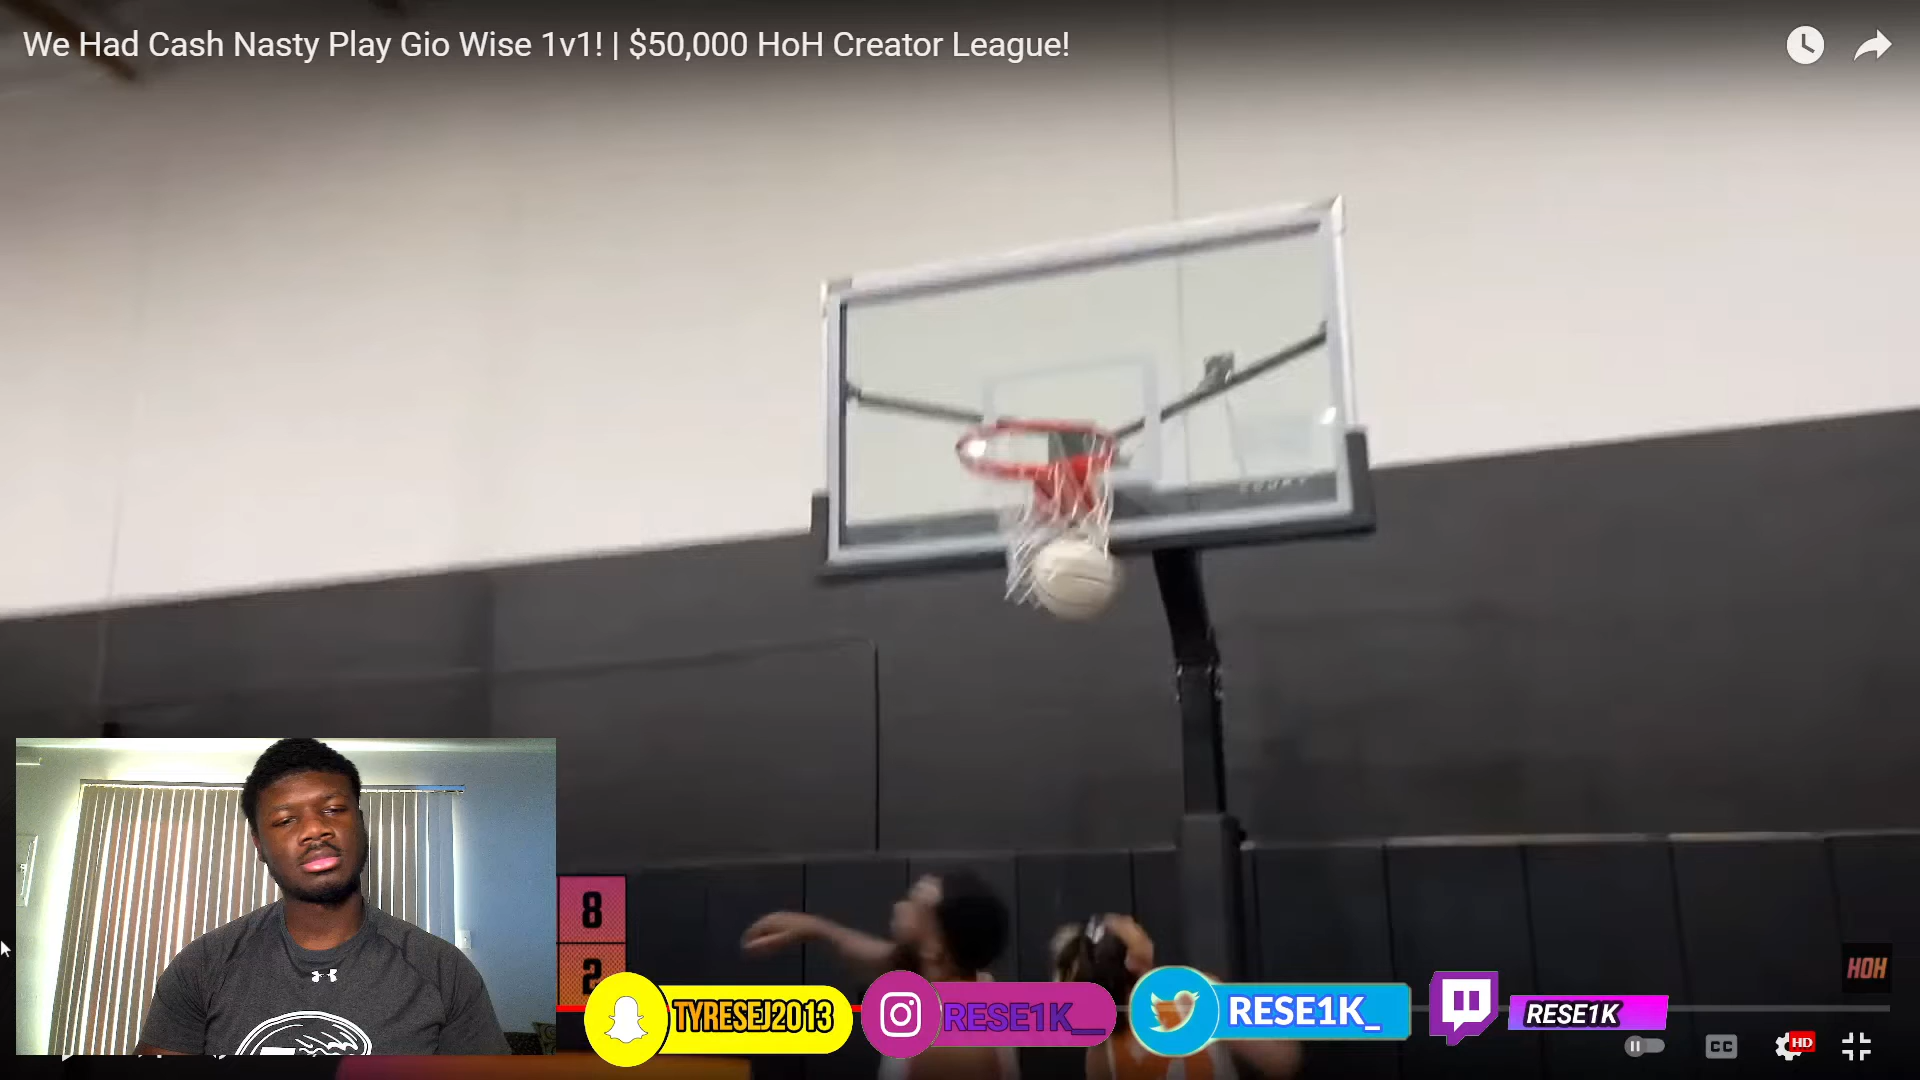 We Had Cash Nasty Play Gio Wise 1v1! | $50,000 HoH Creator League!
8
2
HOH
TYRESEJ2013
RESE1K__
RESE1K_
RESE1K
CC
HD